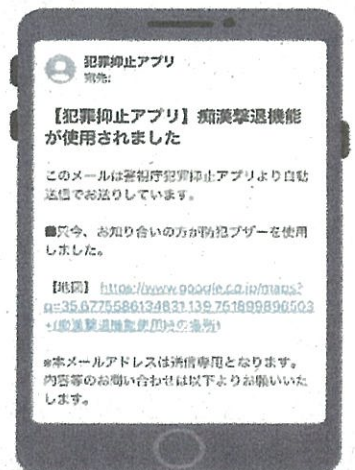 犯罪抑止アプリ
宛先:
【犯罪抑止アプリ】痴漢撃退機能
が使用されました
このメールは警視庁犯罪抑止アプリより自動
送信でお送りしています。
■只今、お知り合いの方が防犯ブザーを使用
しました。
【地図】 https://www.google.co.jp/maps?
q=35.6775586134831,139.751899890503
+(痴漢撃退機能使用時の場所)
※本メールアドレスは送信専用となります。
内容等のお問い合わせは以下よりお願いいた
します。